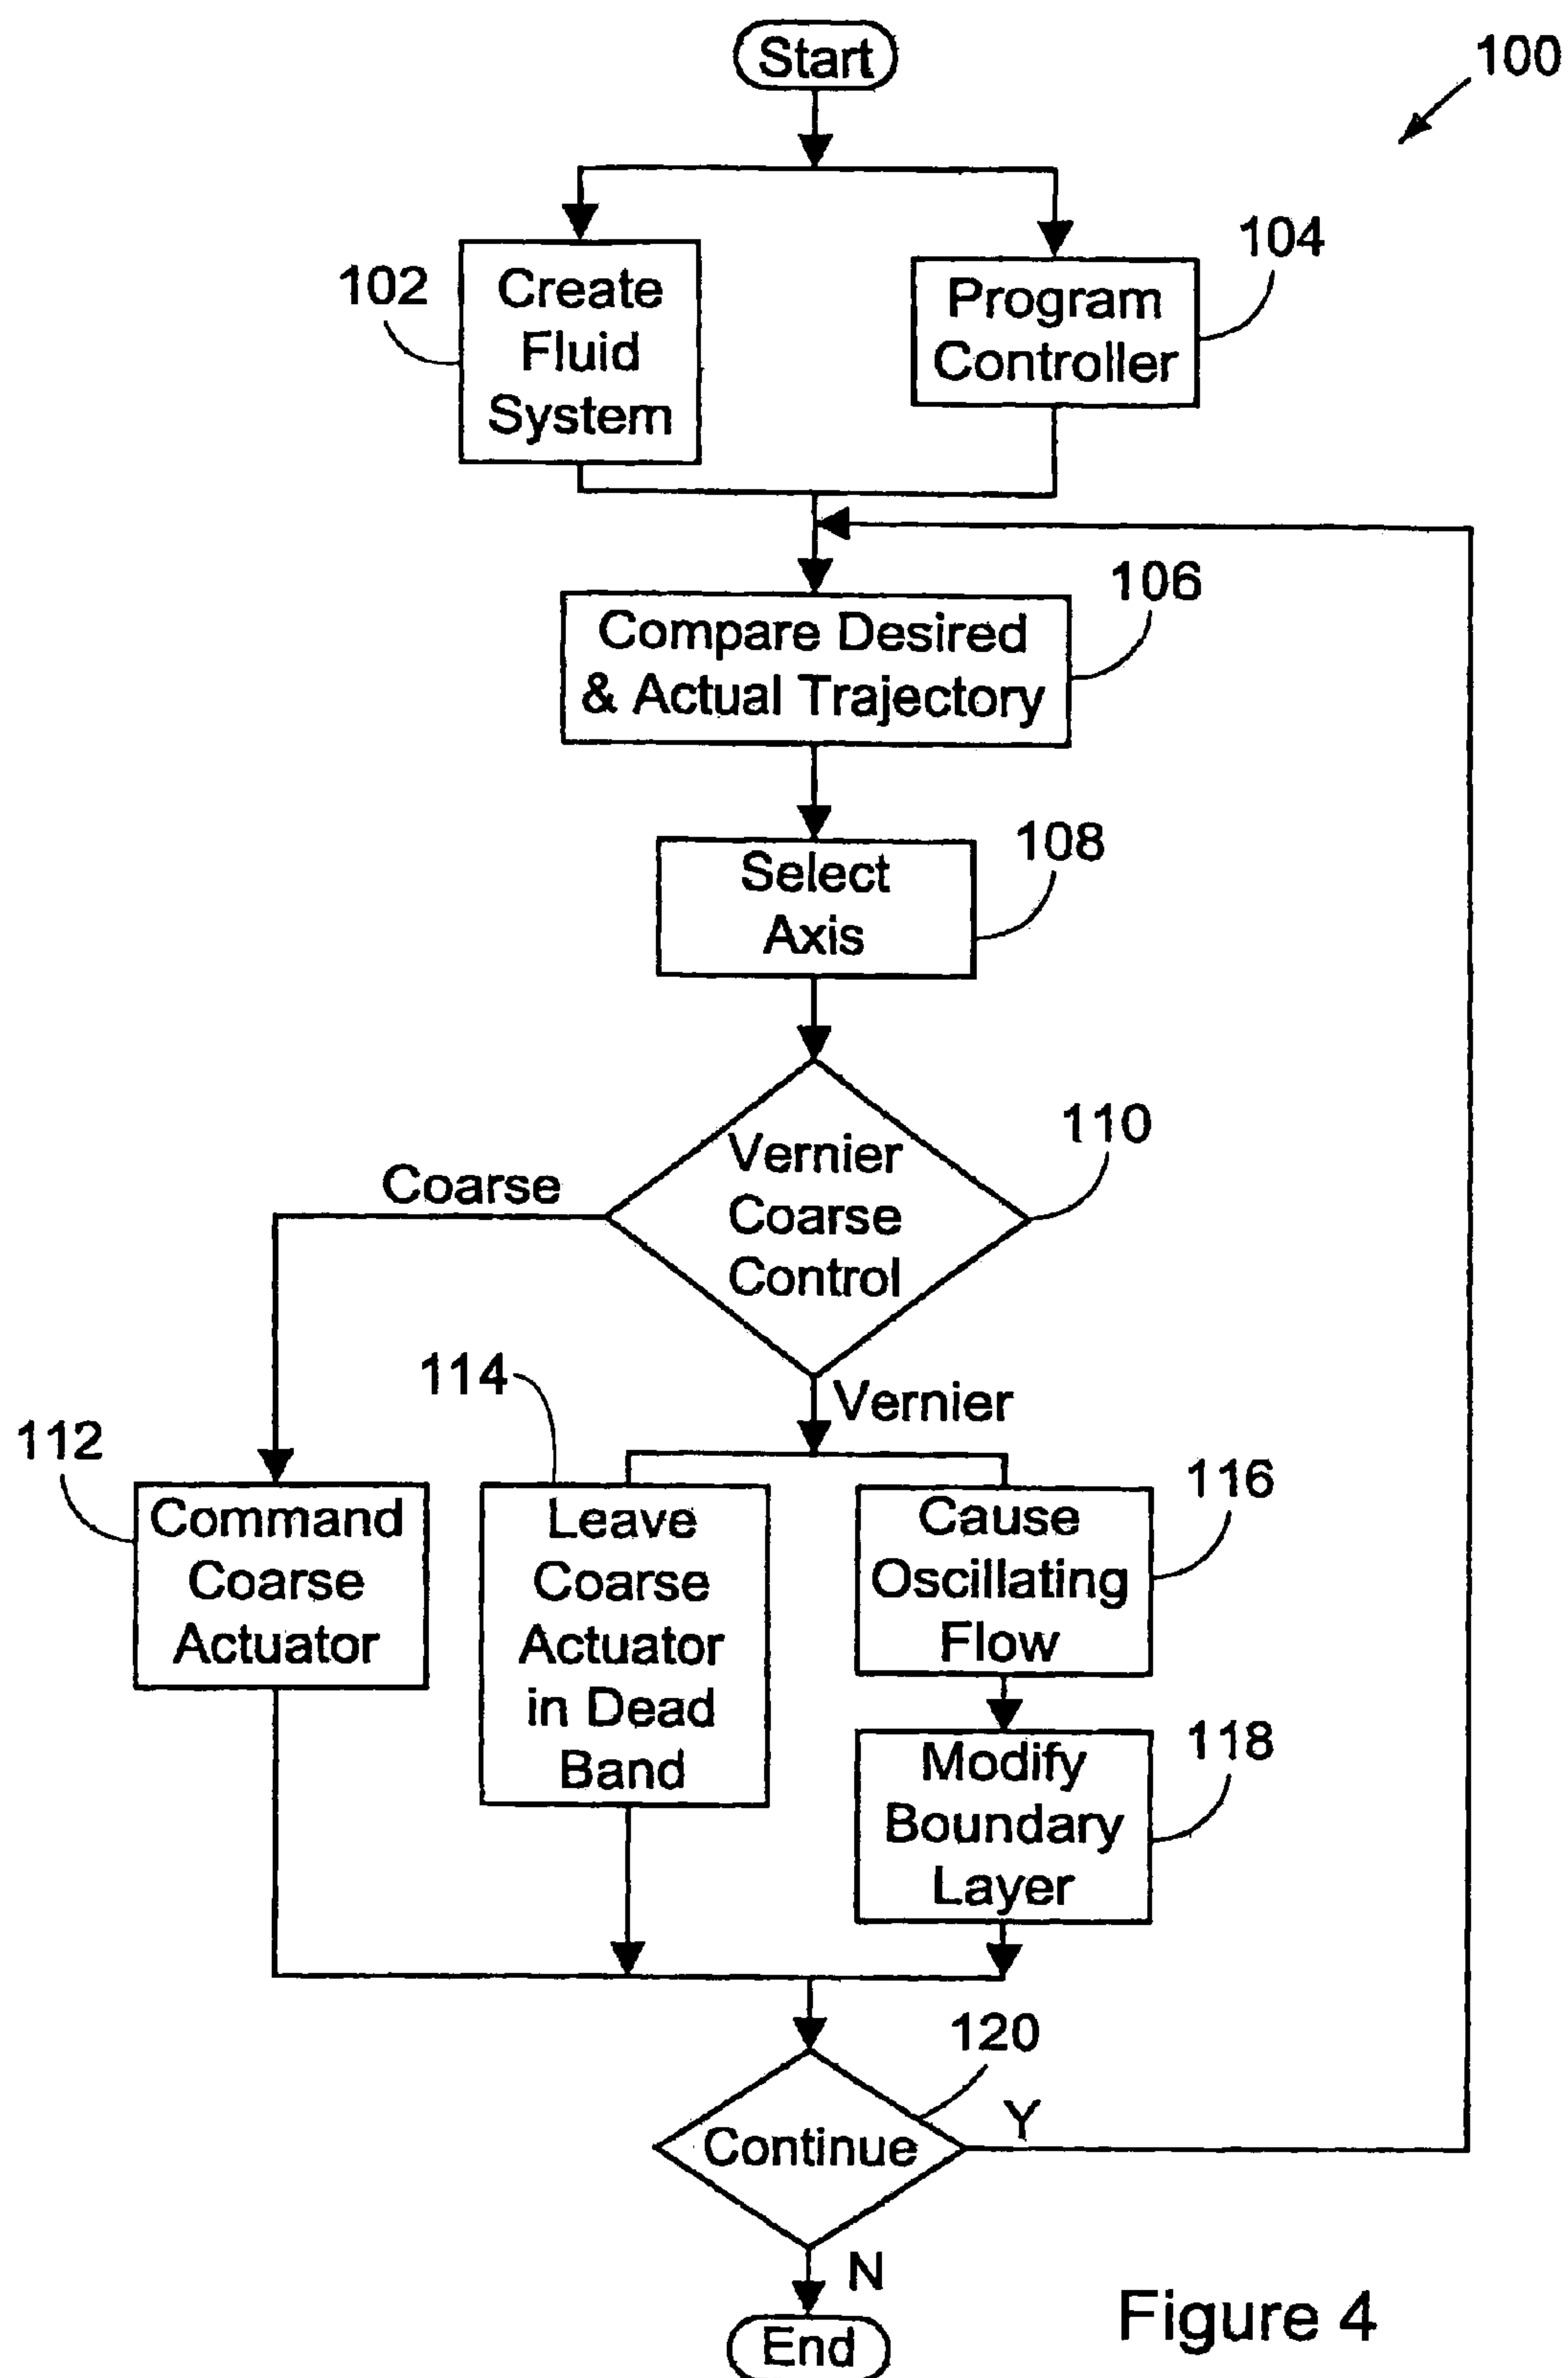 Start
100
102
Create
Fluid
System
104
Program
Controller
106
Compare Desired
& Actual Trajectory
108
Select
Axis
110
Vernier
Coarse
Control
Coarse
Vernier
112
Command
Coarse
Actuator
114
Leave
Coarse
Actuator
in Dead
Band
116
Cause
Oscillating
Flow
118
Modify
Boundary
Layer
120
Continue
Y
N
End
Figure 4